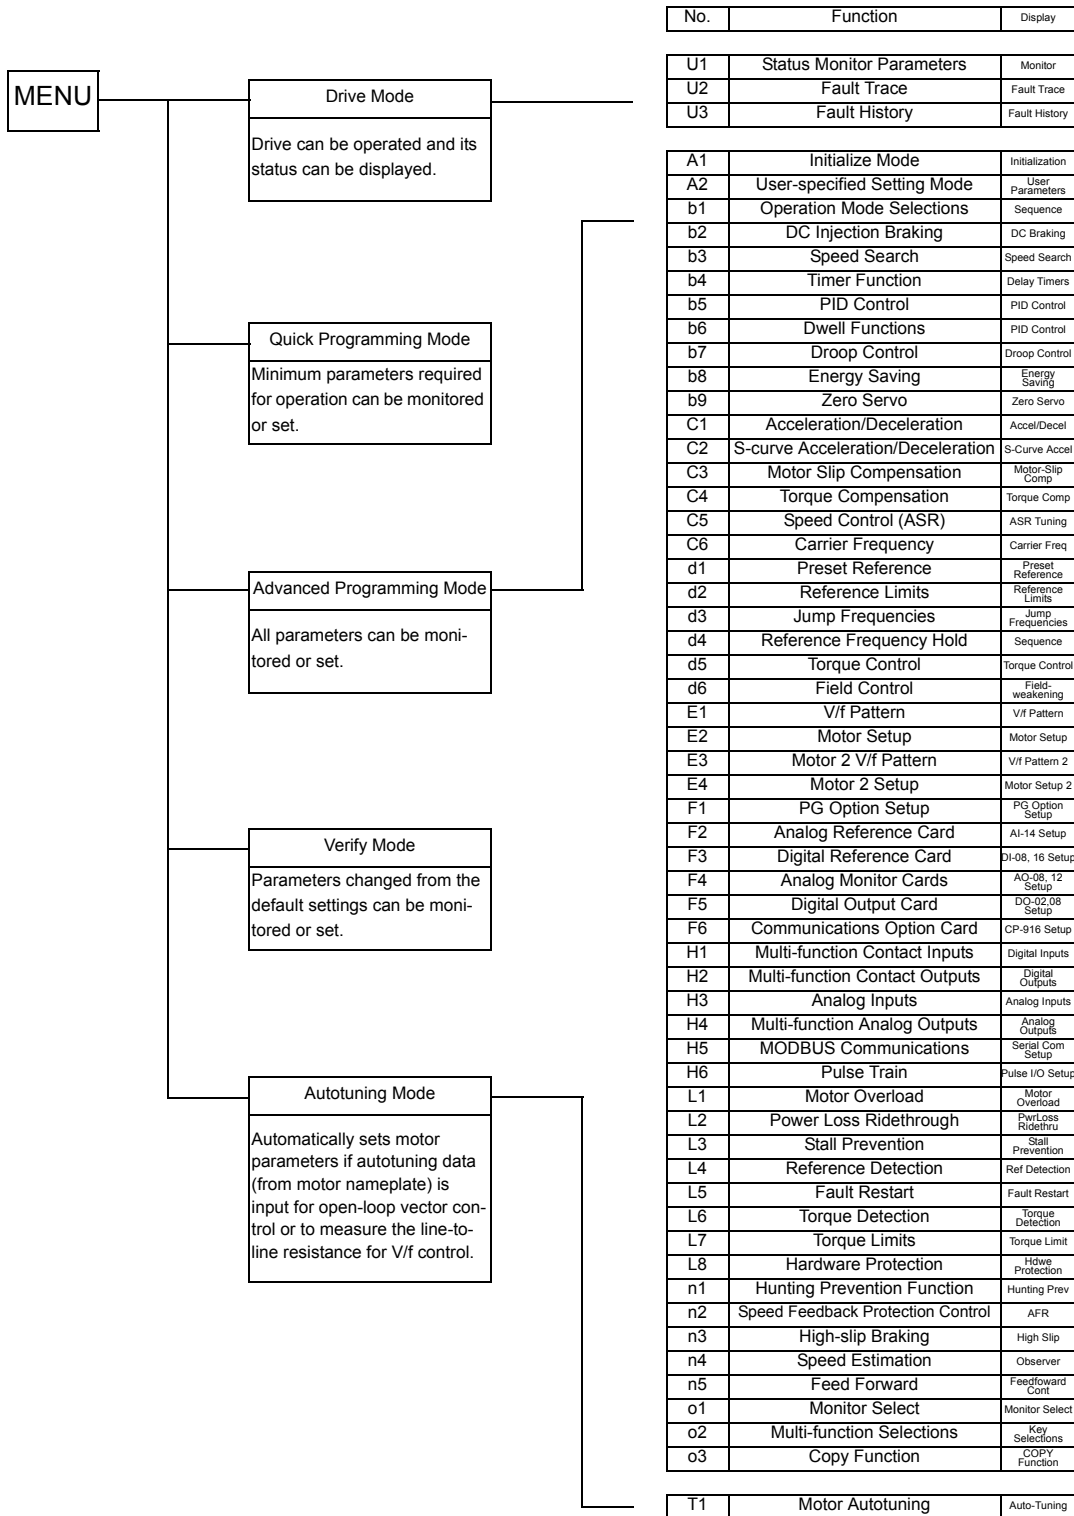 MENU
Drive Mode
Drive can be operated and its
status can be displayed.
Quick Programming Mode
Minimum parameters required
for operation can be monitored
or set.
Advanced Programming Mode
All parameters can be moni-
tored or set.
Verify Mode
Parameters changed from the
default settings can be moni-
tored or set.
Autotuning Mode
Automatically sets motor
parameters if autotuning data
(from motor nameplate) is
input for open-loop vector con-
trol or to measure the line-to-
line resistance for V/f control.
No. Function Display
U1 Status Monitor Parameters Monitor
U2 Fault Trace Fault Trace
U3 Fault History Fault History
A1 Initialize Mode Initialization
A2 User-specified Setting Mode User Parameters
b1 Operation Mode Selections Sequence
b2 DC Injection Braking DC Braking
b3 Speed Search Speed Search
b4 Timer Function Delay Timers
b5 PID Control PID Control
b6 Dwell Functions PID Control
b7 Droop Control Droop Control
b8 Energy Saving Energy Saving
b9 Zero Servo Zero Servo
C1 Acceleration/Deceleration Accel/Decel
C2 S-curve Acceleration/Deceleration S-Curve Accel
C3 Motor Slip Compensation Motor-Slip Comp
C4 Torque Compensation Torque Comp
C5 Speed Control (ASR) ASR Tuning
C6 Carrier Frequency Carrier Freq
d1 Preset Reference Preset Reference
d2 Reference Limits Reference Limits
d3 Jump Frequencies Jump Frequencies
d4 Reference Frequency Hold Sequence
d5 Torque Control Torque Control
d6 Field Control Field-weakening
E1 V/f Pattern V/f Pattern
E2 Motor Setup Motor Setup
E3 Motor 2 V/f Pattern V/f Pattern 2
E4 Motor 2 Setup Motor Setup 2
F1 PG Option Setup PG Option Setup
F2 Analog Reference Card AI-14 Setup
F3 Digital Reference Card DI-08, 16 Setup
F4 Analog Monitor Cards AO-08, 12 Setup
F5 Digital Output Card DO-02,08 Setup
F6 Communications Option Card CP-916 Setup
H1 Multi-function Contact Inputs Digital Inputs
H2 Multi-function Contact Outputs Digital Outputs
H3 Analog Inputs Analog Inputs
H4 Multi-function Analog Outputs Analog Outputs
H5 MODBUS Communications Serial Com Setup
H6 Pulse Train Pulse I/O Setup
L1 Motor Overload Motor Overload
L2 Power Loss Ridethrough PwrLoss Ridethru
L3 Stall Prevention Stall Prevention
L4 Reference Detection Ref Detection
L5 Fault Restart Fault Restart
L6 Torque Detection Torque Detection
L7 Torque Limits Torque Limit
L8 Hardware Protection Hdwe Protection
n1 Hunting Prevention Function Hunting Prev
n2 Speed Feedback Protection Control AFR
n3 High-slip Braking High Slip
n4 Speed Estimation Observer
n5 Feed Forward Feedfoward Cont
o1 Monitor Select Monitor Select
o2 Multi-function Selections Key Selections
o3 Copy Function COPY Function
T1 Motor Autotuning Auto-Tuning